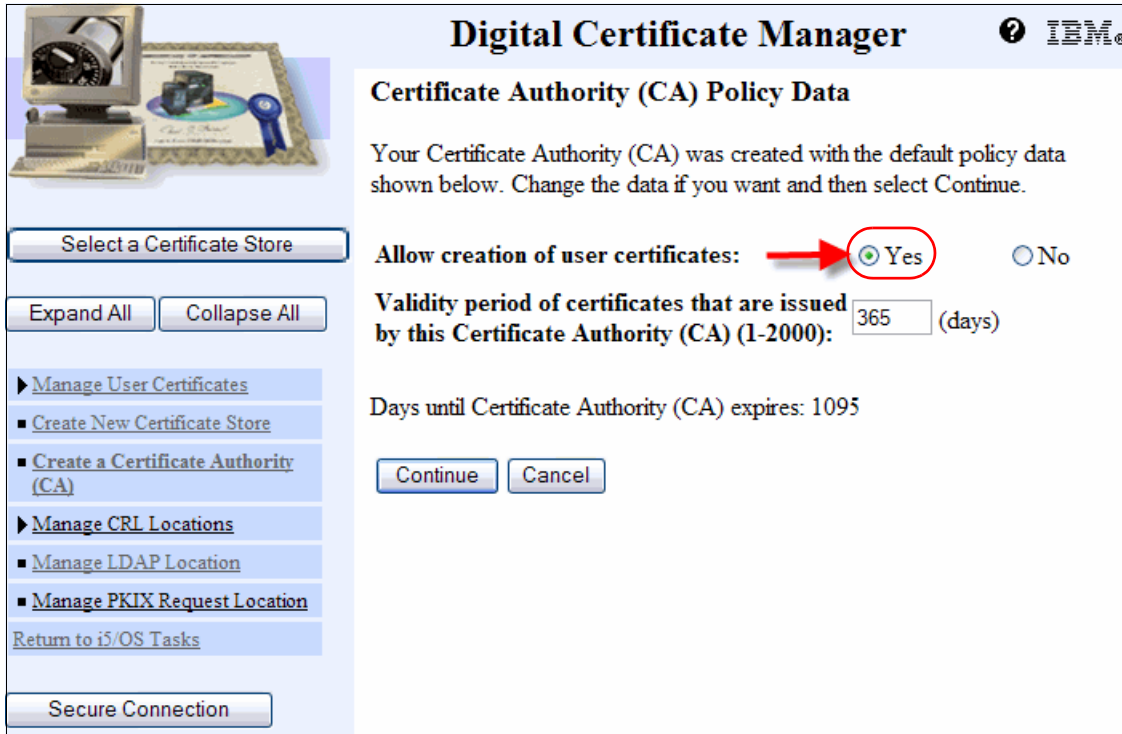 Digital Certificate Manager
IBM®
Select a Certificate Store
Expand All
Collapse All
Manage User Certificates
Create New Certificate Store
Create a Certificate Authority
(CA)
Manage CRL Locations
Manage LDAP Location
Manage PKIX Request Location
Return to i5/OS Tasks
Secure Connection
Certificate Authority (CA) Policy Data
Your Certificate Authority (CA) was created with the default policy data
shown below. Change the data if you want and then select Continue.
Allow creation of user certificates: Yes No
Validity period of certificates that are issued
by this Certificate Authority (CA) (1-2000): 365 (days)
Days until Certificate Authority (CA) expires: 1095
Continue Cancel